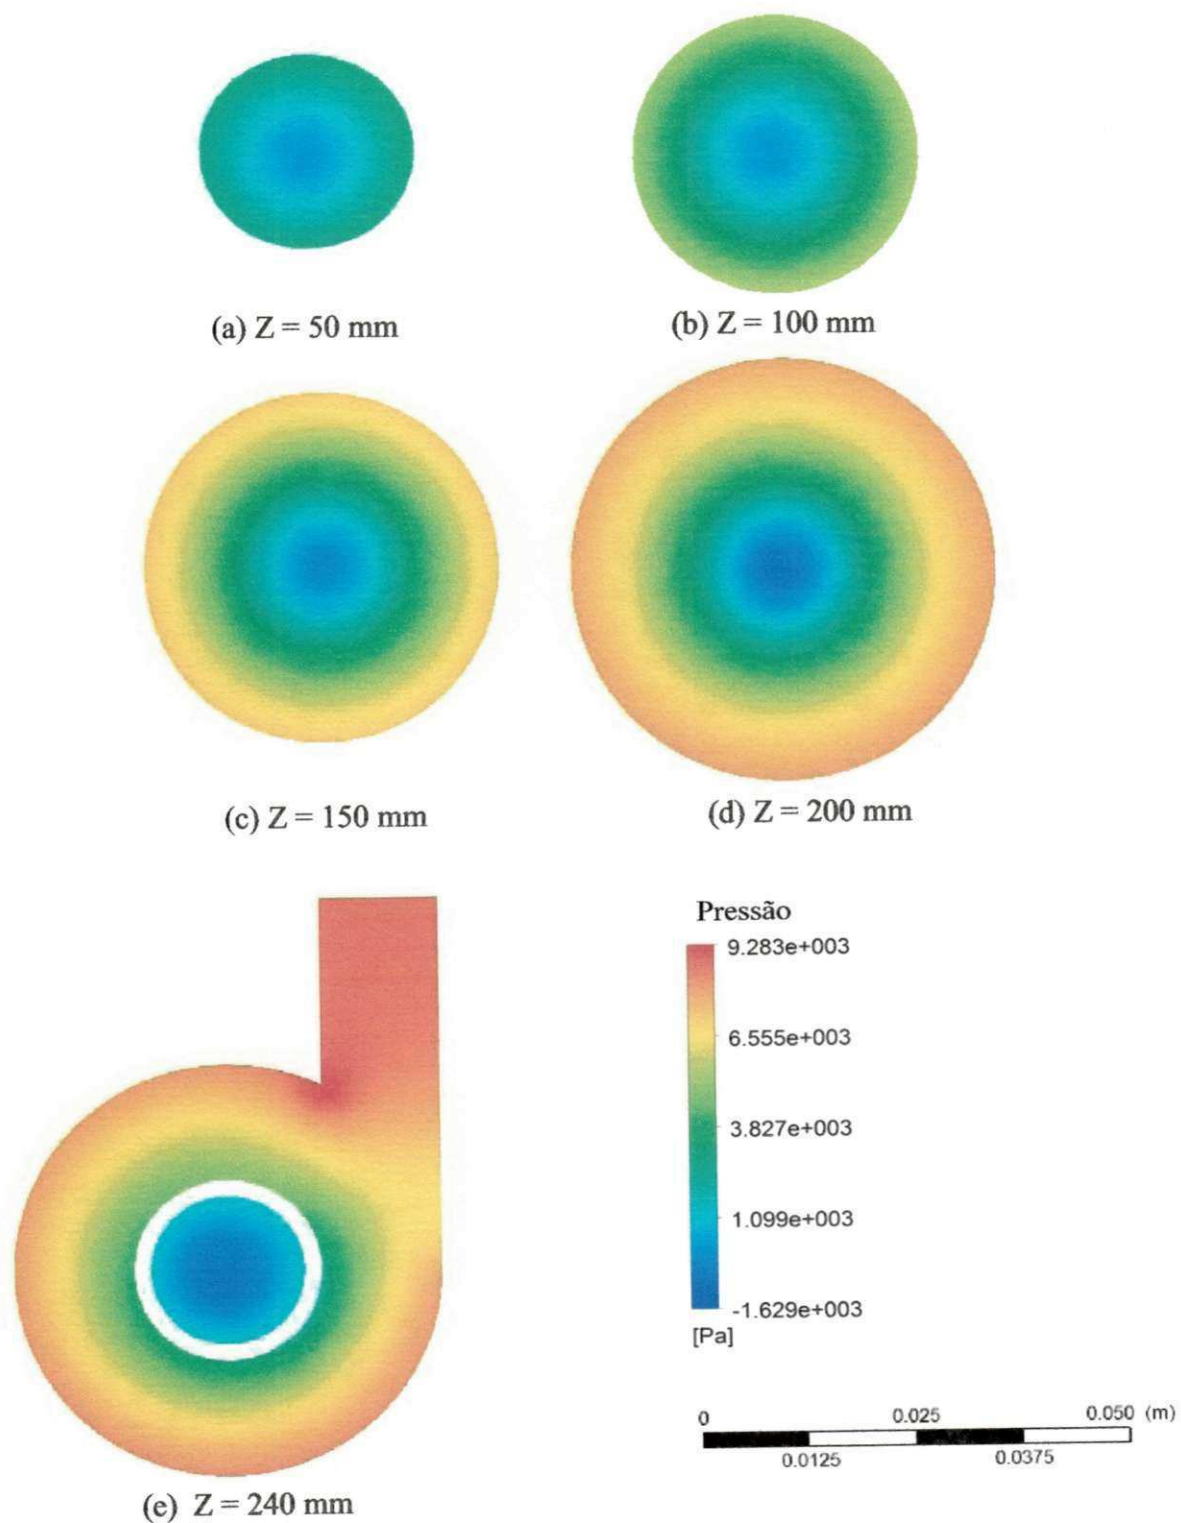 (a) Z = 50 mm
(b) Z = 100 mm
(c) Z = 150 mm
(d) Z = 200 mm
Pressão
9.283e+003
6.555e+003
3.827e+003
1.099e+003
-1.629e+003
[Pa]
0 0.025 0.050 (m)
0.0125 0.0375
(e) Z = 240 mm